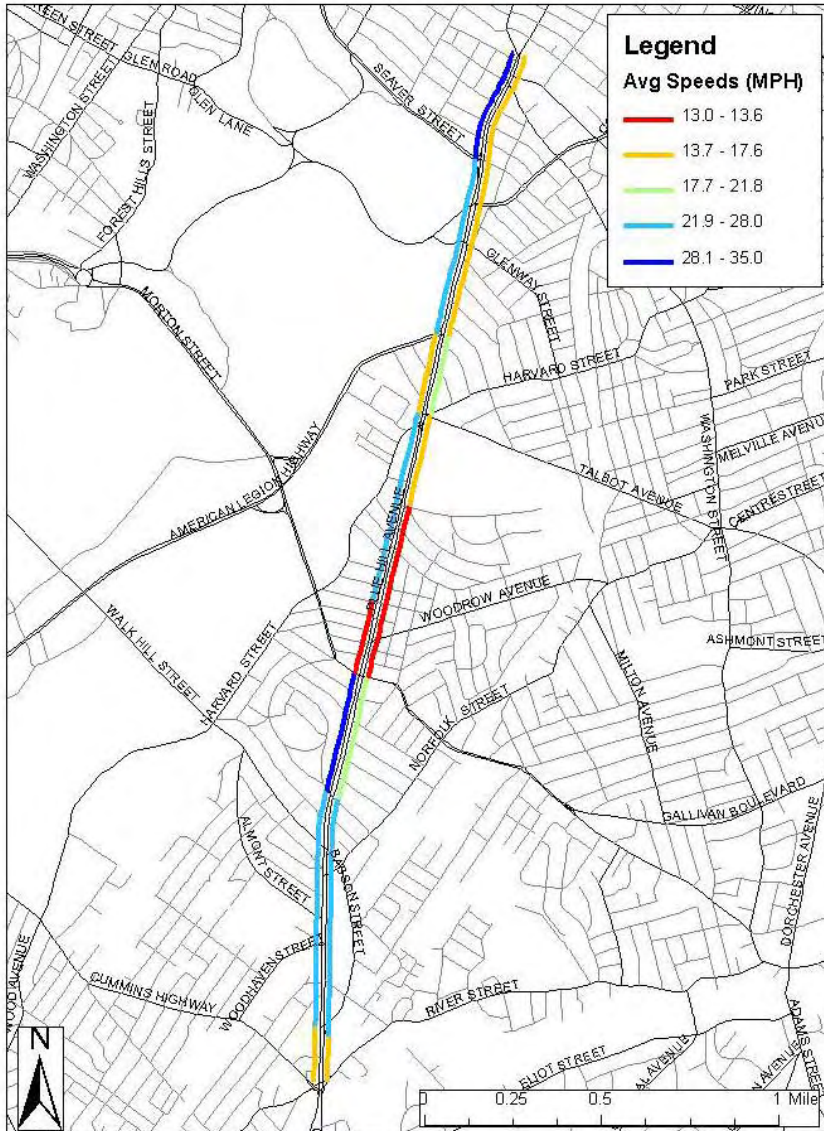 Legend
Avg Speeds (MPH)
13.0 - 13.6
13.7 - 17.6
17.7 - 21.8
21.9 - 28.0
28.1 - 35.0
GLEN ROAD
GLEN LANE
SEAVER STREET
WASHINGTON STREET
FOREST HILLS STREET
GLENWAY STREET
MORTON STREET
HARVARD STREET
PARK STREET
WASHINGTON STREET
MELVILLE AVENUE
AMERICAN LEGION HIGHWAY
TALBOT AVENUE
CENTRE STREET
BLUE HILL AVENUE
WOODROW AVENUE
WALK HILL STREET
HARVARD STREET
ASHMONT STREET
MILTON AVENUE
NORFOLK STREET
GALLIVAN BOULEVARD
ALMONT STREET
BABSON STREET
DORCHESTER AVENUE
WOOD AVENUE
WOODHAVEN STREET
CUMMINS HIGHWAY
RIVER STREET
ADAMS STREET
ELIOT STREET
N
0 0.25 0.5 1 Mile